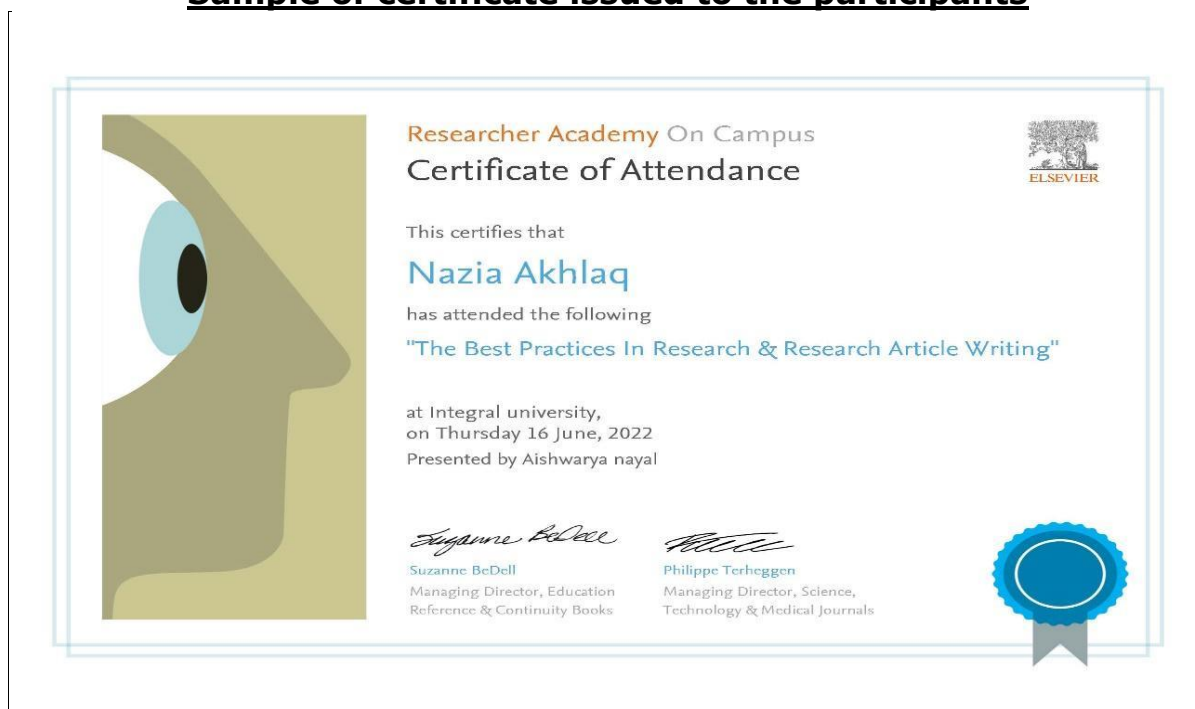 Sample of certificate issued to the participants
Researcher Academy On Campus
Certificate of Attendance
ELSEVIER
This certifies that
Nazia Akhlaq
has attended the following
"The Best Practices In Research & Research Article Writing"
at Integral university,
on Thursday 16 June, 2022
Presented by Aishwarya nayal
Suzanne BeDell
Suzanne BeDell
Managing Director, Education
Reference & Continuity Books
Philippe Terheggen
Managing Director, Science,
Technology & Medical Journals